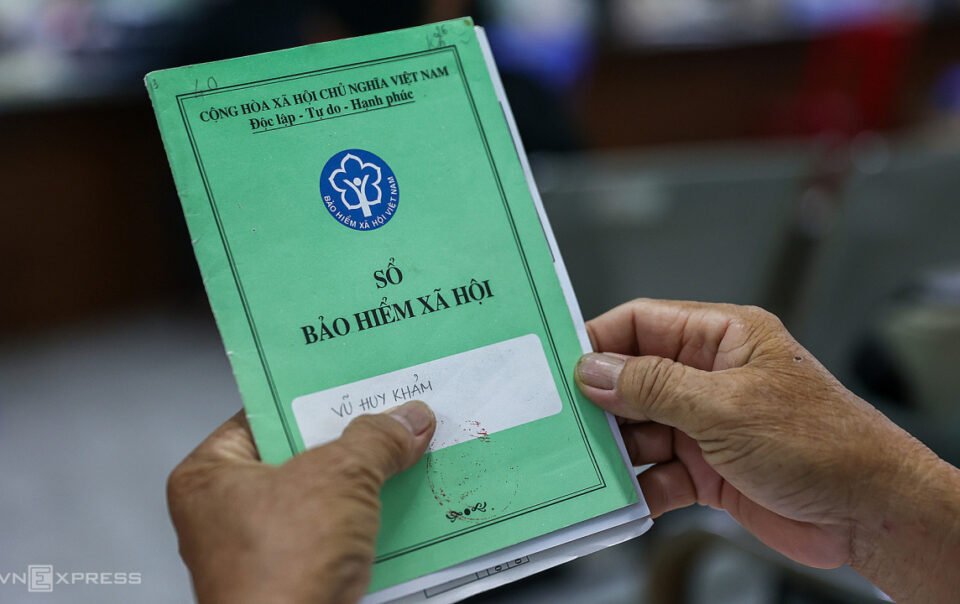 CỘNG HÒA XÃ HỘI CHỦ NGHĨA VIỆT NAM
Độc lập - Tự do - Hạnh phúc
BẢO HIỂM XÃ HỘI VIỆT NAM
SỔ
BẢO HIỂM XÃ HỘI
VŨ HUY KHẢM
VNEXPRESS